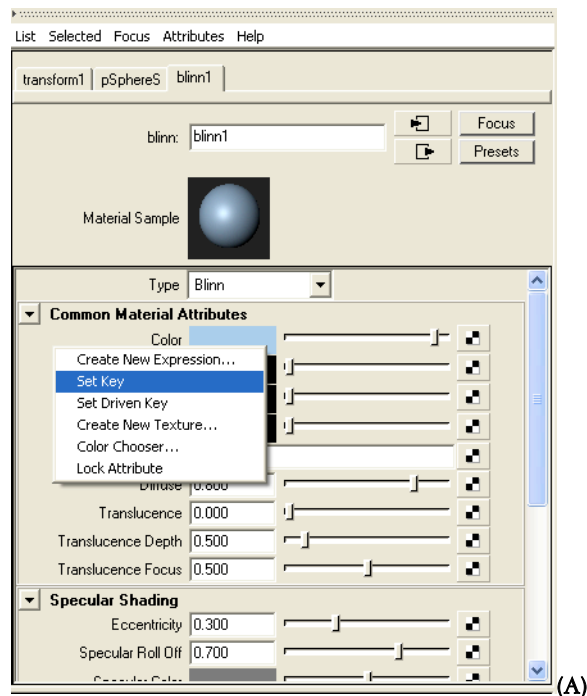 List Selected Focus Attributes Help
transform1 pSphereS blinn1
blinn: blinn1 Focus
Presets
Material Sample
Type Blinn
Common Material Attributes
Color
Create New Expression...
Set Key
Set Driven Key
Create New Texture...
Color Chooser...
Lock Attribute
Diffuse 0.800
Translucence 0.000
Translucence Depth 0.500
Translucence Focus 0.500
Specular Shading
Eccentricity 0.300
Specular Roll Off 0.700
Specular Color
(A)